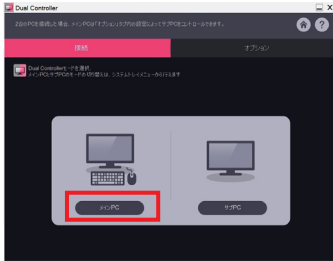 Dual Controller
2台のPCを接続した場合、メインPCは「オプション」タブ内の設定によってサブPCをコントロールできます。
接続
オプション
Dual Controllerモードを選択
メインPCとサブPCのモードの切り替えは、システムトレイメニューから行えます
メインPC
サブPC